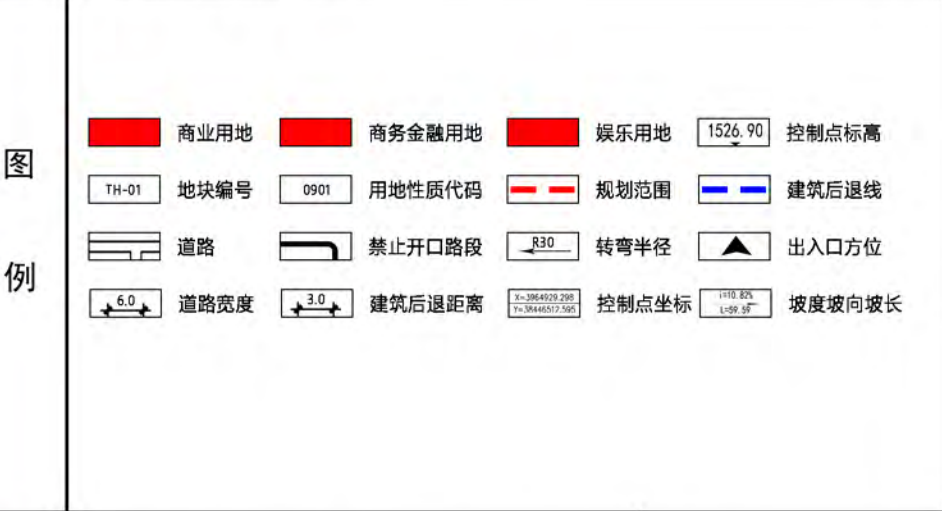 图例
商业用地 商务金融用地 娱乐用地 1526.90 控制点标高
TH-01 地块编号 0901 用地性质代码 规划范围 建筑后退线
道路 禁止开口路段 R30 转弯半径 出入口方位
6.0 道路宽度 3.0 建筑后退距离 X=3964929.298 控制点坐标 i=10.82% 坡度坡向坡长
Y=38446512.595 L=59.59